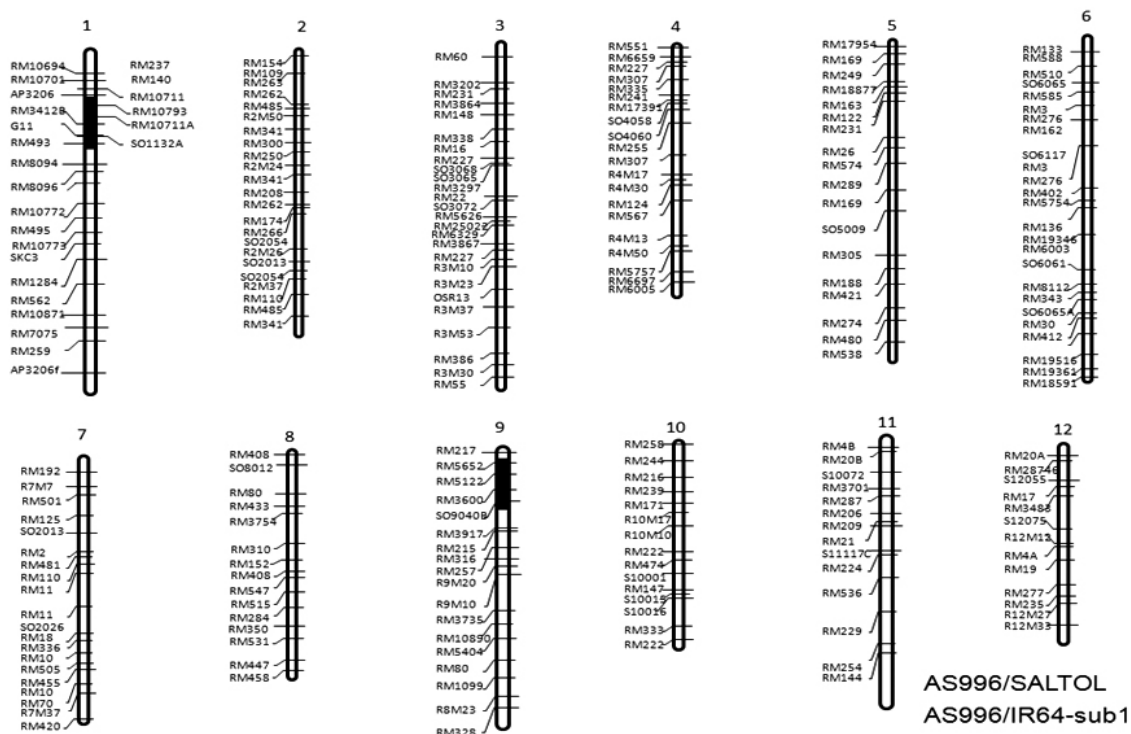 1
RM10694
RM10701
AP3206
RM34128
G11
RM493
RM8094
RM8096
RM10772
RM495
RM10773
SKC3
RM1284
RM562
RM10871
RM7075
RM259
AP3206f
RM237
RM140
RM10711
RM10793
RM10711A
SO1132A
2
RM154
RM109
RM263
RM262
RM485
R2M50
RM341
RM300
RM250
R2M24
RM341
RM208
RM262
RM174
RM266
SO2054
R2M26
SO2013
SO2054
R2M37
RM110
RM485
RM341
3
RM60
RM3202
RM231
RM3864
RM148
RM338
RM16
RM227
SO3068
SO3065
RM3297
RM22
SO3072
RM5626
RM25022
RM6329
RM3867
RM227
R3M10
R3M23
OSR13
R3M37
R3M53
RM386
R3M30
RM55
4
RM551
RM6659
RM227
RM307
RM335
RM241
RM17391
SO4058
SO4060
RM255
RM307
R4M17
R4M30
RM124
RM567
R4M13
R4M50
RM5757
RM6697
RM6005
5
RM17954
RM169
RM249
RM18877
RM163
RM122
RM231
RM26
RM574
RM289
RM169
SO5009
RM305
RM188
RM421
RM274
RM480
RM538
6
RM133
RM588
RM510
SO6065
RM585
RM3
RM276
RM162
SO6117
RM3
RM276
RM402
RM5754
RM136
RM19346
RM6003
SO6061
RM8112
RM343
SO6065A
RM30
RM412
RM19516
RM19361
RM18591
7
RM192
R7M7
RM501
RM125
SO2013
RM2
RM481
RM110
RM11
RM11
SO2026
RM18
RM336
RM10
RM505
RM455
RM10
RM70
R7M37
RM420
8
RM408
SO8012
RM80
RM433
RM3754
RM310
RM152
RM408
RM547
RM515
RM284
RM350
RM531
RM447
RM458
9
RM217
RM5652
RM5122
RM3600
SO9040B
RM3917
RM215
RM316
RM257
R9M20
R9M10
RM3735
RM10890
RM5404
RM80
RM1099
R8M23
RM328
10
RM258
RM244
RM216
RM239
RM171
R10M17
R10M10
RM222
RM474
S10001
RM147
S10015
S10016
RM333
RM222
11
RM4B
RM20B
S10072
RM3701
RM287
RM206
RM209
RM21
S11117C
RM224
RM536
RM229
RM254
RM144
12
RM20A
RM28746
S12055
RM17
RM3483
S12075
R12M12
RM4A
RM19
RM277
RM235
R12M27
R12M33
AS996/SALTOL
AS996/IR64-sub1